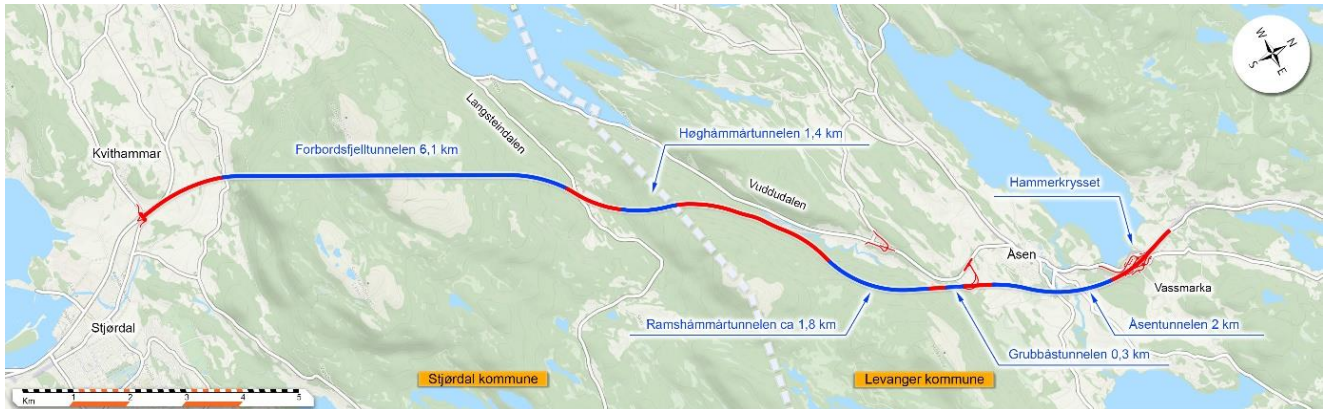 W
N
S
E
Langsteindalen
Kvithammar
Høghåmmårtunnelen 1,4 km
Forbordsfjelltunnelen 6,1 km
Hammerkrysset
Vuddudalen
Åsen
Vassmarka
Stjørdal
Ramshåmmårtunnelen ca 1,8 km
Åsentunnelen 2 km
Grubbåstunnelen 0,3 km
Stjørdal kommune
Levanger kommune
Km 1 2 3 4 5